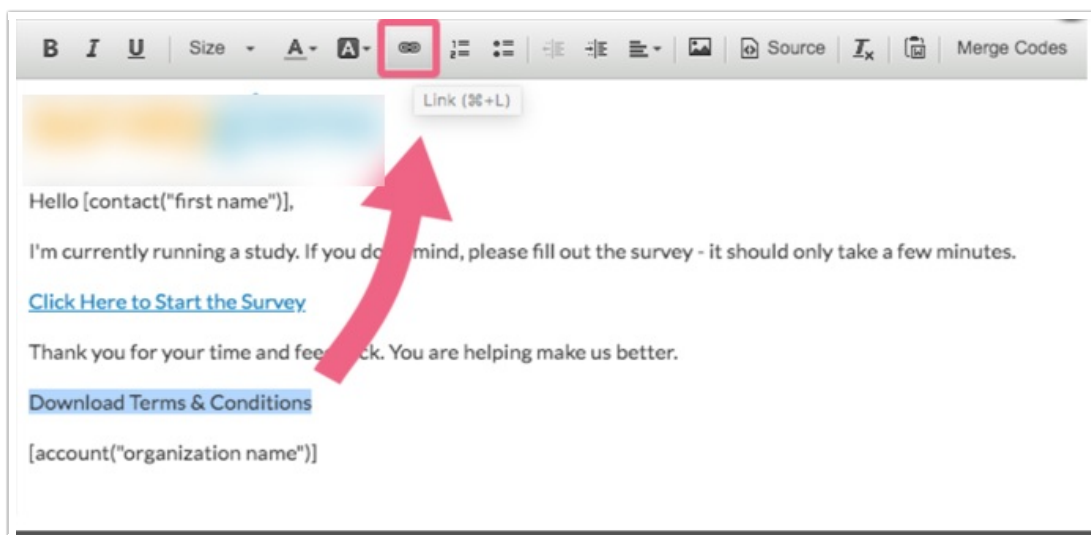 B I U Size A A Source Tx Merge Codes
Link (⌘+L)
Hello [contact("first name")],
I'm currently running a study. If you do mind, please fill out the survey - it should only take a few minutes.
Click Here to Start the Survey
Thank you for your time and fee ck. You are helping make us better.
Download Terms & Conditions
[account("organization name")]